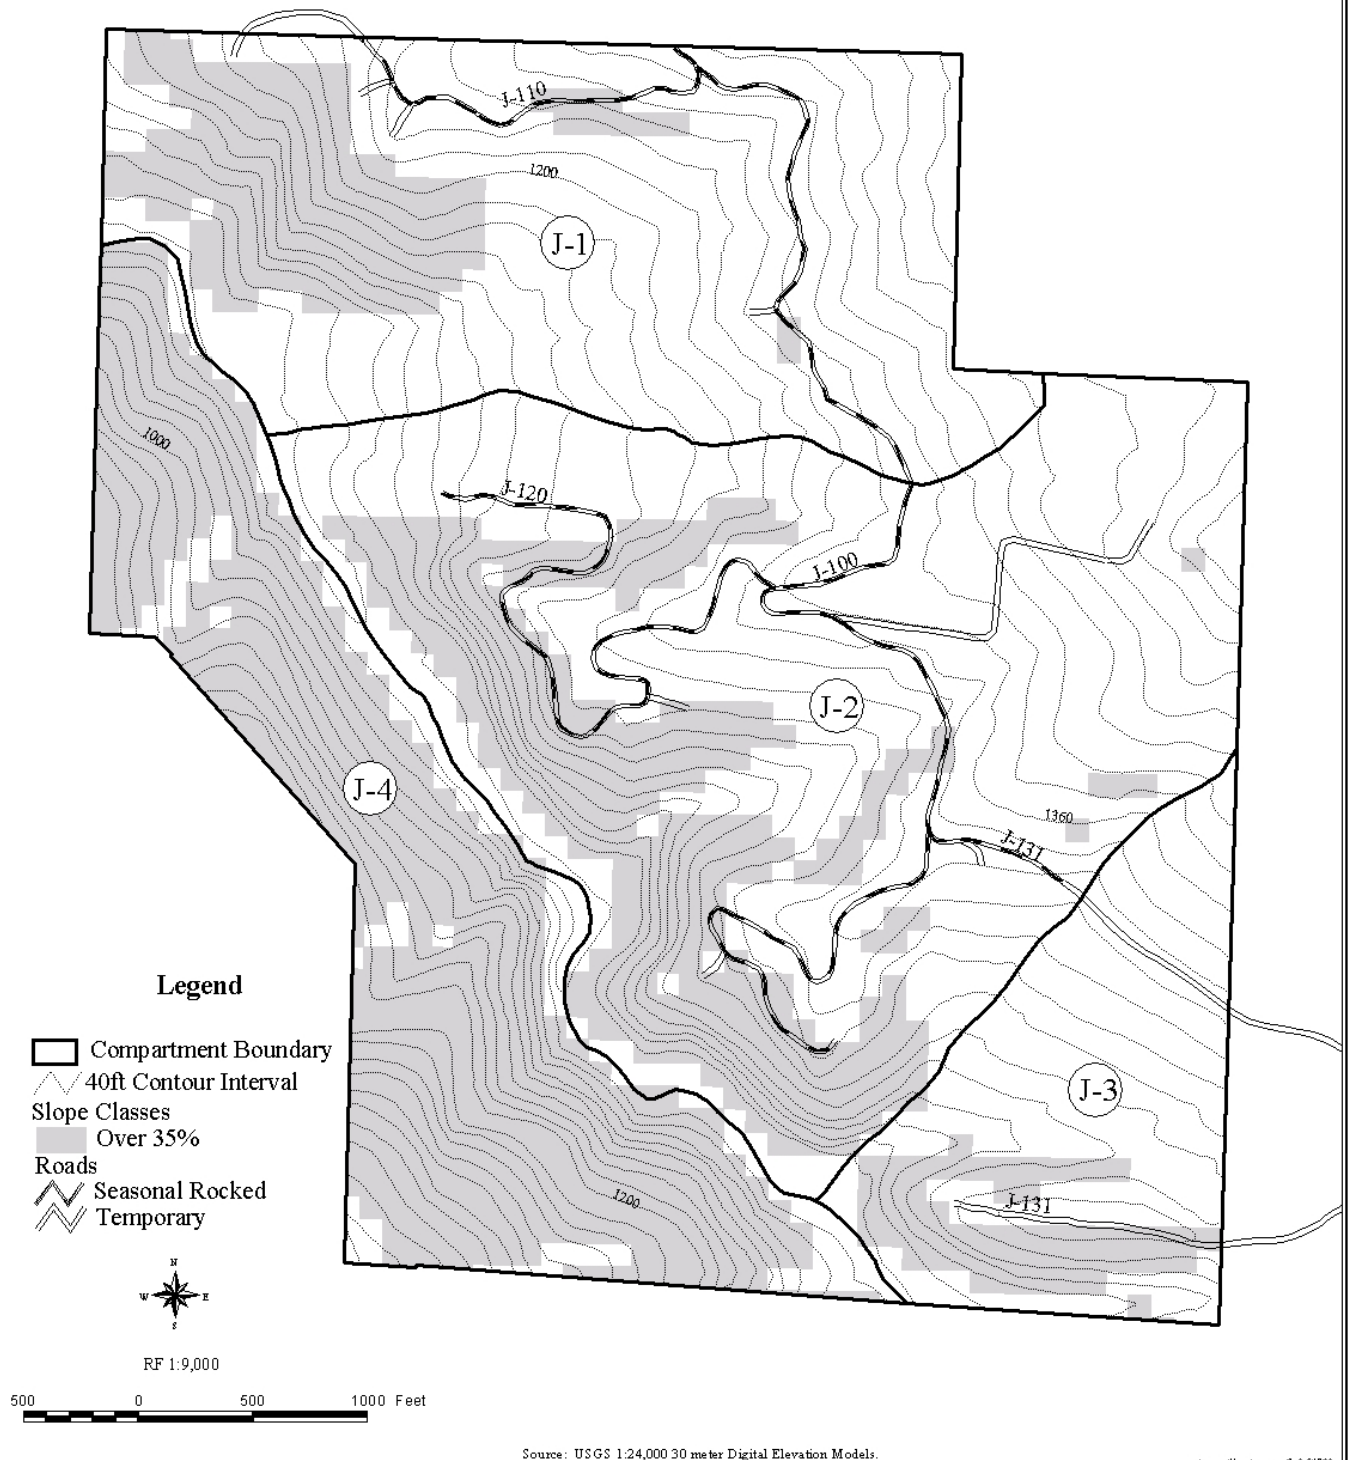 J-110
1200
J-1
1000
J-120
J-100
J-2
J-4
1360
J-131
Legend
Compartment Boundary
40ft Contour Interval
Slope Classes
Over 35%
Roads
Seasonal Rocked
Temporary
J-3
1200
J-131
N
W E
S
RF 1:9,000
500 0 500 1000 Feet
Source: USGS 1:24,000 30 meter Digital Elevation Models.